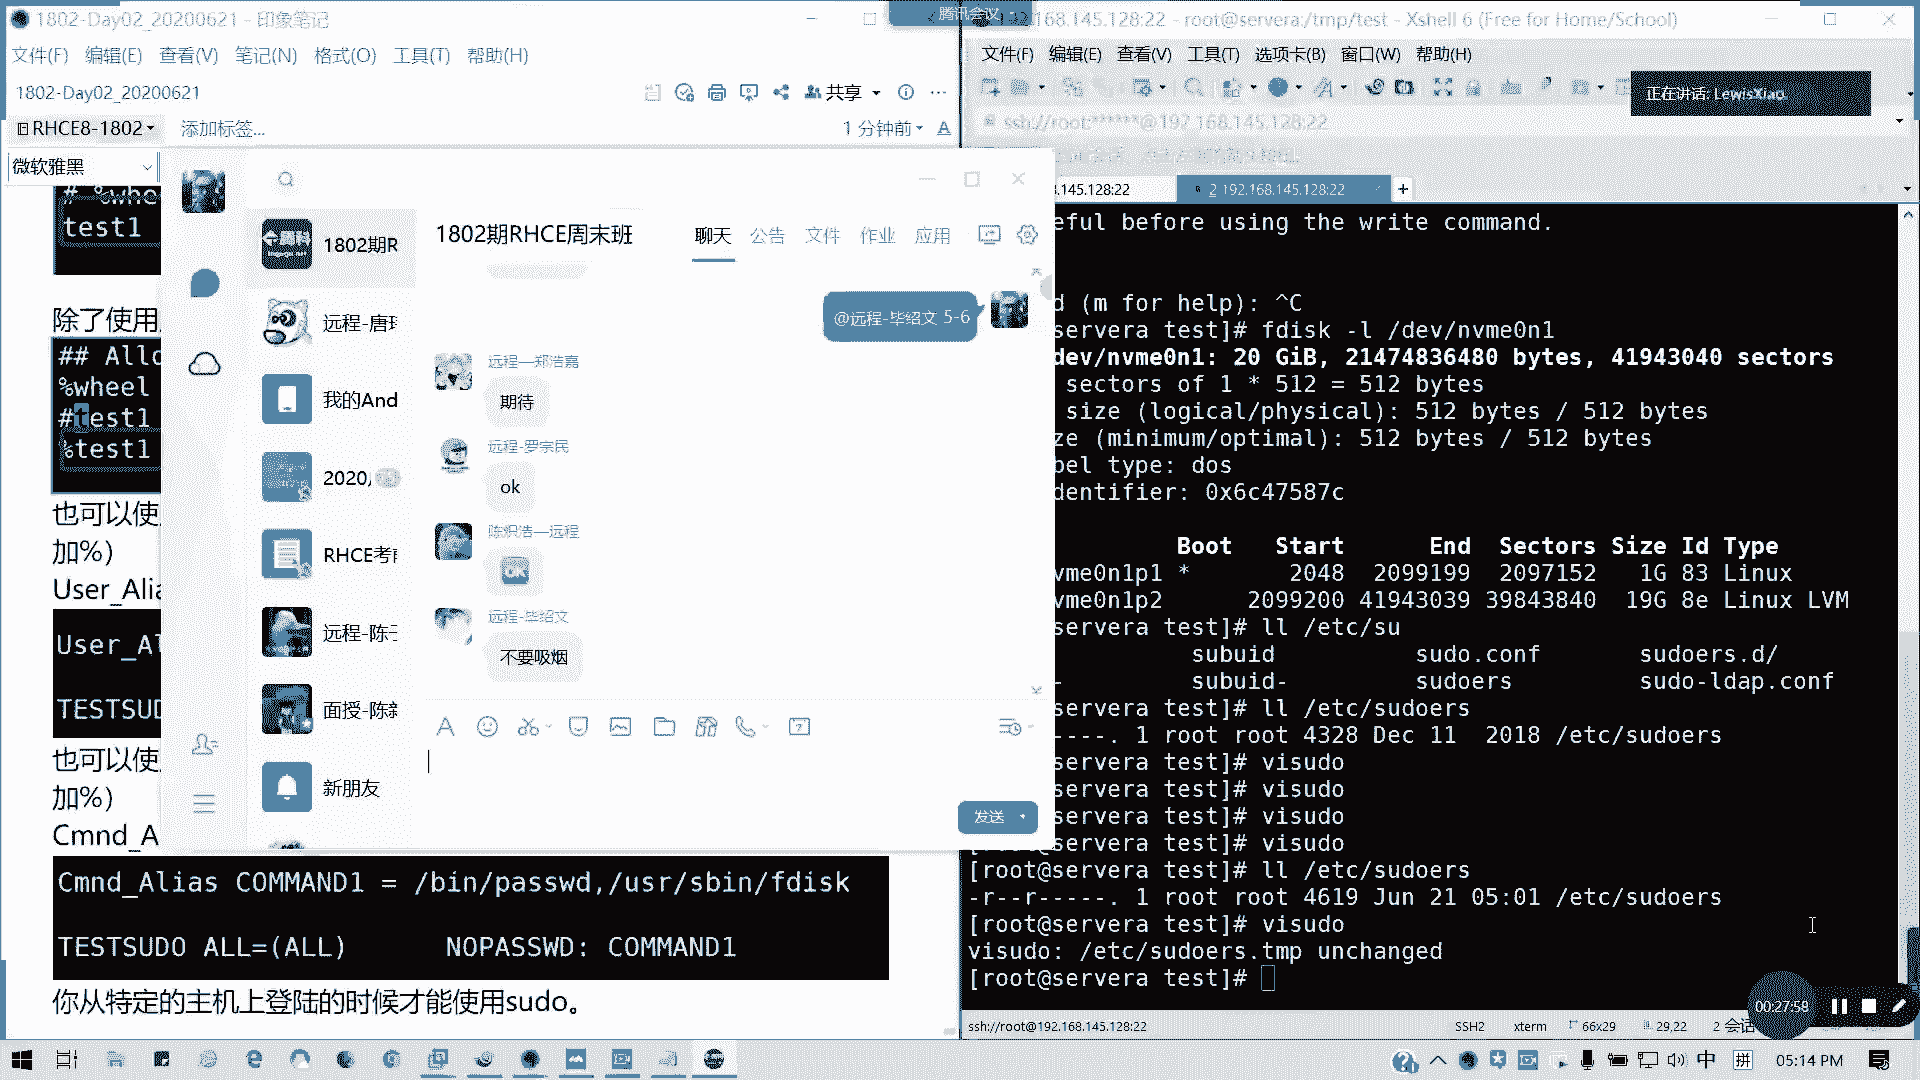 1802-Day02_20200621 - 印象笔记
文件(F) 编辑(E) 查看(V) 笔记(N) 格式(O) 工具(T) 帮助(H)
1802-Day02_20200621
共享
RHCE8-1802
添加标签...
1 分钟前
微软雅黑
# %whe
test1
除了使用
## Allo
%wheel
#test1
%test1
也可以使
加%)
User_Alia
User_Al
TESTSUD
也可以使
加%)
Cmnd_A
Cmnd_Alias COMMAND1 = /bin/passwd,/usr/sbin/fdisk
TESTSUDO ALL=(ALL) NOPASSWD: COMMAND1
你从特定的主机上登陆的时候才能使用sudo。
腾讯会议
1802期R
远程-唐
我的And
2020,
RHCE考
远程-陈
面授-陈
新朋友
1802期RHCE周末班
聊天 公告 文件 作业 应用
@远程-毕绍文 5-6
远程—郑浩嘉
期待
远程-罗宗民
ok
陈炽浩—远程
OK
远程-毕绍文
不要吸烟
发送
.168.145.128:22 - root@servera:/tmp/test - Xshell 6 (Free for Home/School)
文件(F) 编辑(E) 查看(V) 工具(T) 选项卡(B) 窗口(W) 帮助(H)
正在讲话: LewisXiao
ssh://root:******@192.168.145.128:22
.145.128:22
2 192.168.145.128:22
eful before using the write command.
d (m for help): ^C
servera test]# fdisk -l /dev/nvme0n1
dev/nvme0n1: 20 GiB, 21474836480 bytes, 41943040 sectors
sectors of 1 * 512 = 512 bytes
size (logical/physical): 512 bytes / 512 bytes
ze (minimum/optimal): 512 bytes / 512 bytes
bel type: dos
dentifier: 0x6c47587c
Boot Start End Sectors Size Id Type
vme0n1p1 * 2048 2099199 2097152 1G 83 Linux
vme0n1p2 2099200 41943039 39843840 19G 8e Linux LVM
servera test]# ll /etc/su
subuid sudo.conf sudoers.d/
- subuid- sudoers sudo-ldap.conf
servera test]# ll /etc/sudoers
----. 1 root root 4328 Dec 11 2018 /etc/sudoers
servera test]# visudo
servera test]# visudo
servera test]# visudo
[root@servera test]# visudo
[root@servera test]# ll /etc/sudoers
-r--r-----. 1 root root 4619 Jun 21 05:01 /etc/sudoers
[root@servera test]# visudo
visudo: /etc/sudoers.tmp unchanged
[root@servera test]#
00:27:59
ssh://root@192.168.145.128:22
SSH2 xterm 66x29 29,22 2 会话
中 拼 05:14 PM